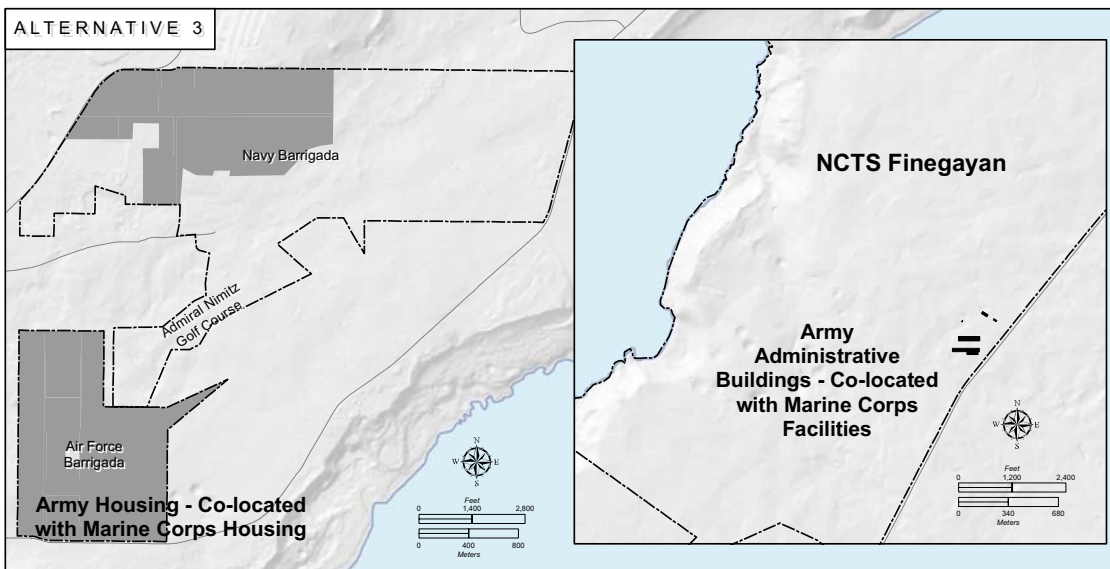 ALTERNATIVE 3
Navy Barrigada
Admiral Nimitz
Golf Course
Air Force
Barrigada
Army Housing - Co-located
with Marine Corps Housing
N
W E
S
Feet
0 1,400 2,800
0 400 800
Meters
NCTS Finegayan
Army
Administrative
Buildings - Co-located
with Marine Corps
Facilities
N
W E
S
Feet
0 1,200 2,400
0 340 680
Meters